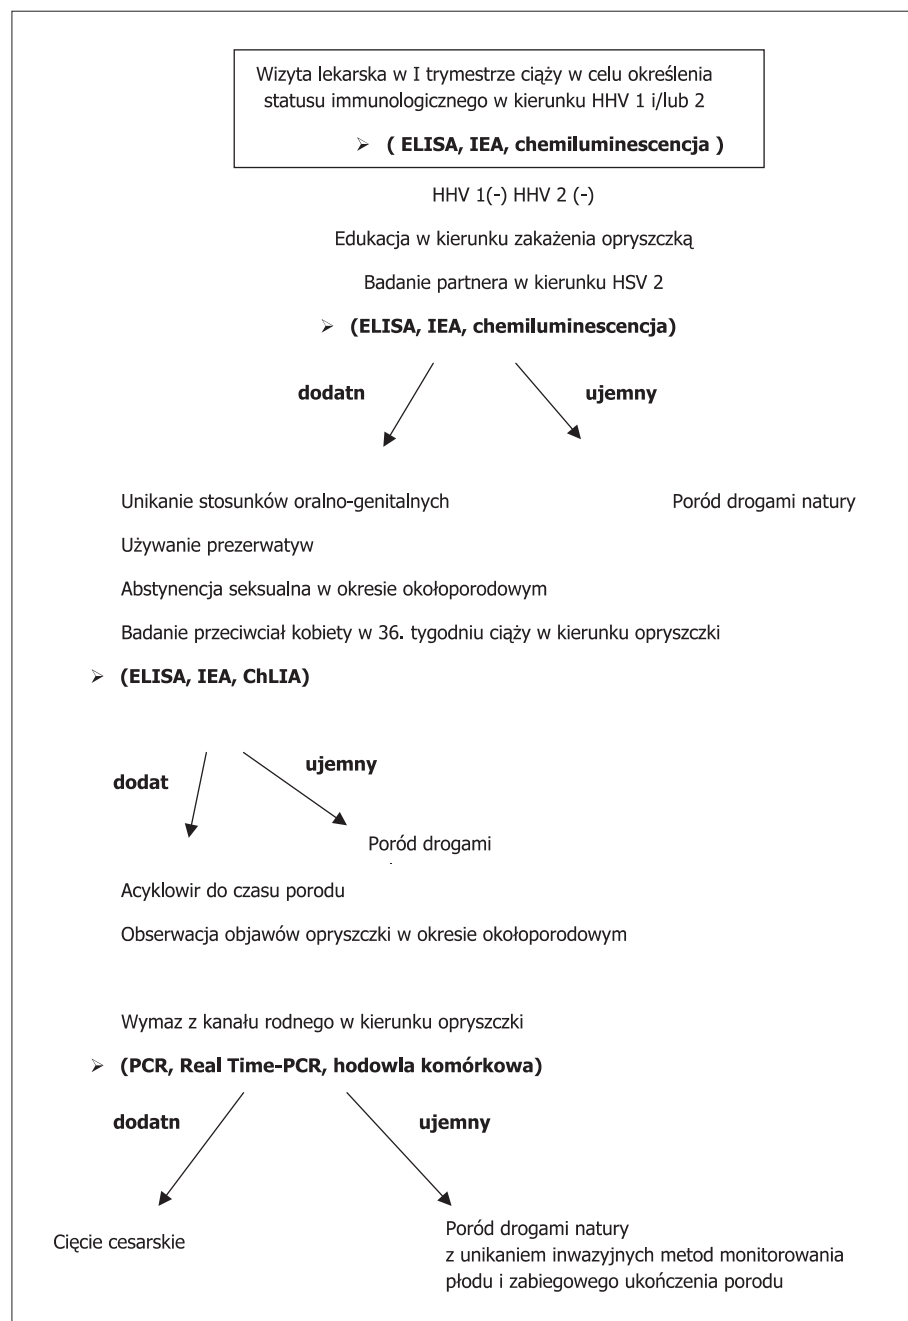 Wizyta lekarska w I trymestrze ciąży w celu określenia
statusu immunologicznego w kierunku HHV 1 i/lub 2
➢ ( ELISA, IEA, chemiluminescencja )
HHV 1(-) HHV 2 (-)
Edukacja w kierunku zakażenia opryszczką
Badanie partnera w kierunku HSV 2
➢ (ELISA, IEA, chemiluminescencja)
dodatn
ujemny
Unikanie stosunków oralno-genitalnych
Poród drogami natury
Używanie prezerwatyw
Abstynencja seksualna w okresie okołoporodowym
Badanie przeciwciał kobiety w 36. tygodniu ciąży w kierunku opryszczki
➢ (ELISA, IEA, ChLIA)
dodat
ujemny
Poród drogami
Acyklowir do czasu porodu
Obserwacja objawów opryszczki w okresie okołoporodowym
Wymaz z kanału rodnego w kierunku opryszczki
➢ (PCR, Real Time-PCR, hodowla komórkowa)
dodatn
ujemny
Cięcie cesarskie
Poród drogami natury
z unikaniem inwazyjnych metod monitorowania
płodu i zabiegowego ukończenia porodu